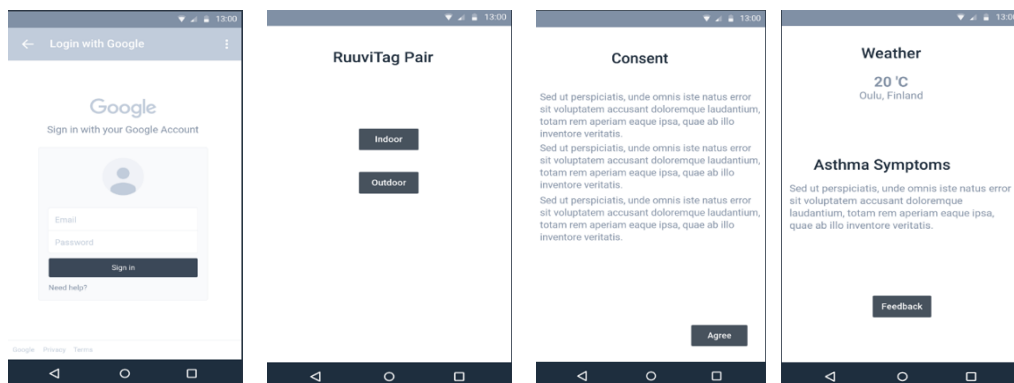 13:00
Login with Google
Google
Sign in with your Google Account
Email
Password
Sign in
Need help?
Google Privacy Terms
13:00
RuuviTag Pair
Indoor
Outdoor
13:00
Consent
Sed ut perspiciatis, unde omnis iste natus error
sit voluptatem accusant doloremque laudantium,
totam rem aperiam eaque ipsa, quae ab illo
inventore veritatis.
Sed ut perspiciatis, unde omnis iste natus error
sit voluptatem accusant doloremque laudantium,
totam rem aperiam eaque ipsa, quae ab illo
inventore veritatis.
Sed ut perspiciatis, unde omnis iste natus error
sit voluptatem accusant doloremque laudantium,
totam rem aperiam eaque ipsa, quae ab illo
inventore veritatis.
Agree
13:00
Weather
20 'C
Oulu, Finland
Asthma Symptoms
Sed ut perspiciatis, unde omnis iste natus error
sit voluptatem accusant doloremque
laudantium, totam rem aperiam eaque ipsa,
quae ab illo inventore veritatis.
Feedback